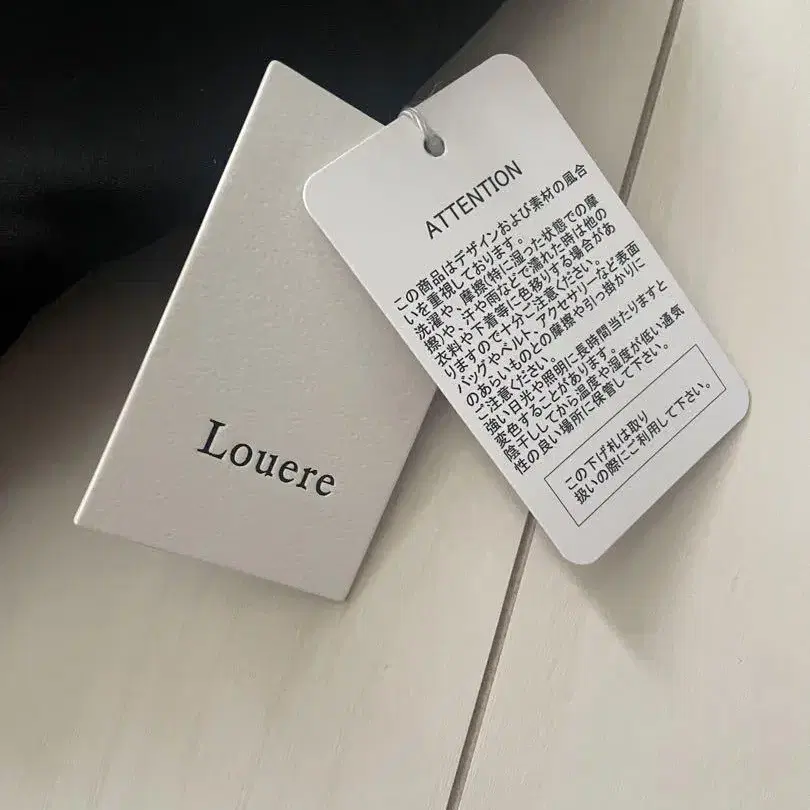 Louere
ATTENTION
この商品はデザインおよび素材の風合
いを重視しております。
洗濯や、摩擦(特に湿った状態での摩
擦)や、汗や雨などで濡れた時は他の
衣料や下着等に色移りする場合があ
りますので十分ご注意ください。
バッグやベルト、アクセサリーなど表面
のあらいものとの摩擦や引っ掛かりに
ご注意ください。
強い日光や照明に長時間当たりますと
変色することがあります。
陰干ししてから温度や湿度が低い通気
性の良い場所に保管して下さい。
この下げ札は取り
扱いの際にご利用して下さい。